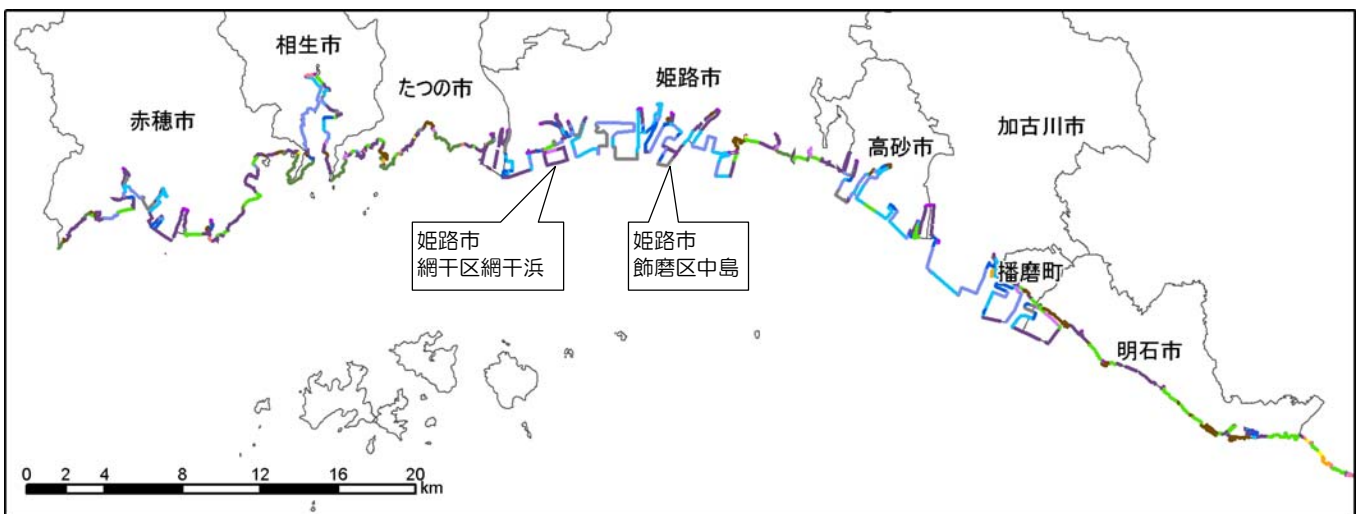 相生市
たつの市
姫路市
赤穂市
加古川市
高砂市
姫路市
網干区網干浜
姫路市
飾磨区中島
播磨町
明石市
0 2 4 8 12 16 20
km